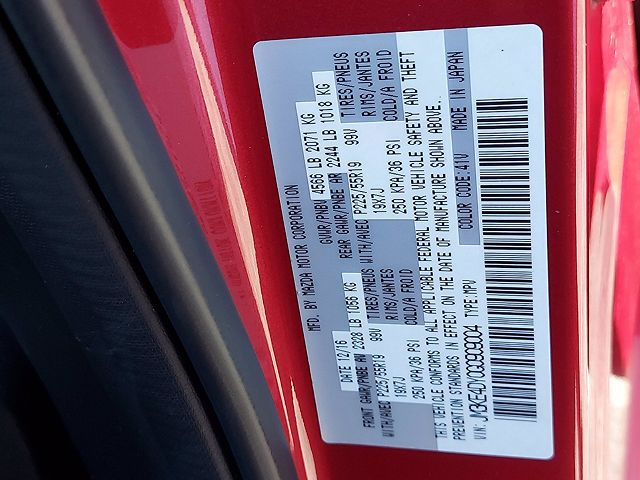 MFD. BY MAZDA MOTOR CORPORATION
DATE 12/16 GVWR/PNBV 4566 LB 2071 KG
FRONT GAWR/PNBE AV 2328 LB 1056 KG REAR GAWR/PNBE AR 2244 LB 1018 KG
WITH/AVEC P225/55R19 99V TIRES/PNEUS WITH/AVEC P225/55R19 99V TIRES/PNEUS
19X7J RIMS/JANTES 19X7J RIMS/JANTES
250 KPA/36 PSI COLD/A FROID 250 KPA/36 PSI COLD/A FROID
THIS VEHICLE CONFORMS TO ALL APPLICABLE FEDERAL MOTOR VEHICLE SAFETY AND THEFT
PREVENTION STANDARDS IN EFFECT ON THE DATE OF MANUFACTURE SHOWN ABOVE.
VIN: TYPE:MPV
COLOR CODE:41V MADE IN JAPAN